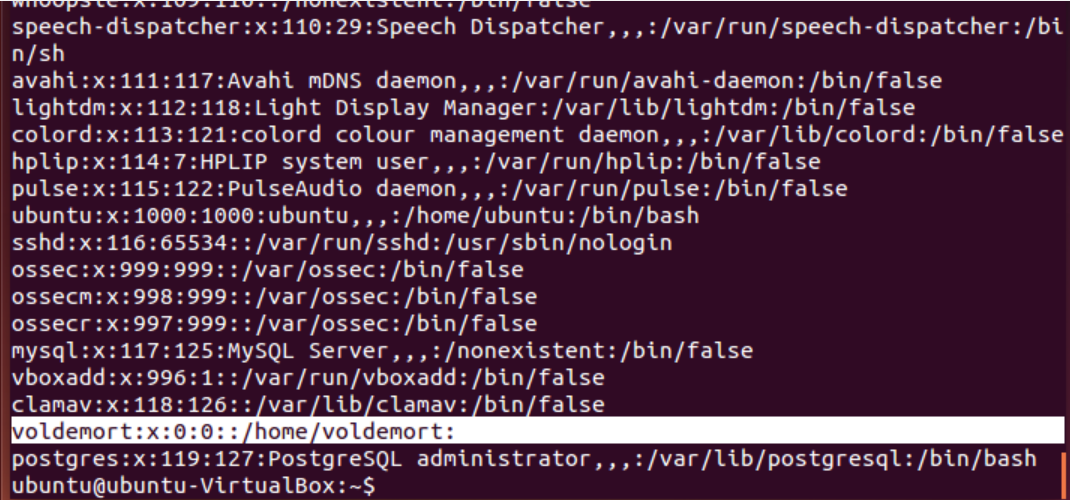 whoopsie:x:109:116::/nonexistent:/bin/false
speech-dispatcher:x:110:29:Speech Dispatcher,,,:/var/run/speech-dispatcher:/bi
n/sh
avahi:x:111:117:Avahi mDNS daemon,,,:/var/run/avahi-daemon:/bin/false
lightdm:x:112:118:Light Display Manager:/var/lib/lightdm:/bin/false
colord:x:113:121:colord colour management daemon,,,:/var/lib/colord:/bin/false
hplip:x:114:7:HPLIP system user,,,:/var/run/hplip:/bin/false
pulse:x:115:122:PulseAudio daemon,,,:/var/run/pulse:/bin/false
ubuntu:x:1000:1000:ubuntu,,,:/home/ubuntu:/bin/bash
sshd:x:116:65534::/var/run/sshd:/usr/sbin/nologin
ossec:x:999:999::/var/ossec:/bin/false
ossecm:x:998:999::/var/ossec:/bin/false
ossecr:x:997:999::/var/ossec:/bin/false
mysql:x:117:125:MySQL Server,,,:/nonexistent:/bin/false
vboxadd:x:996:1::/var/run/vboxadd:/bin/false
clamav:x:118:126::/var/lib/clamav:/bin/false
voldemort:x:0:0::/home/voldemort:
postgres:x:119:127:PostgreSQL administrator,,,:/var/lib/postgresql:/bin/bash
ubuntu@ubuntu-VirtualBox:~$